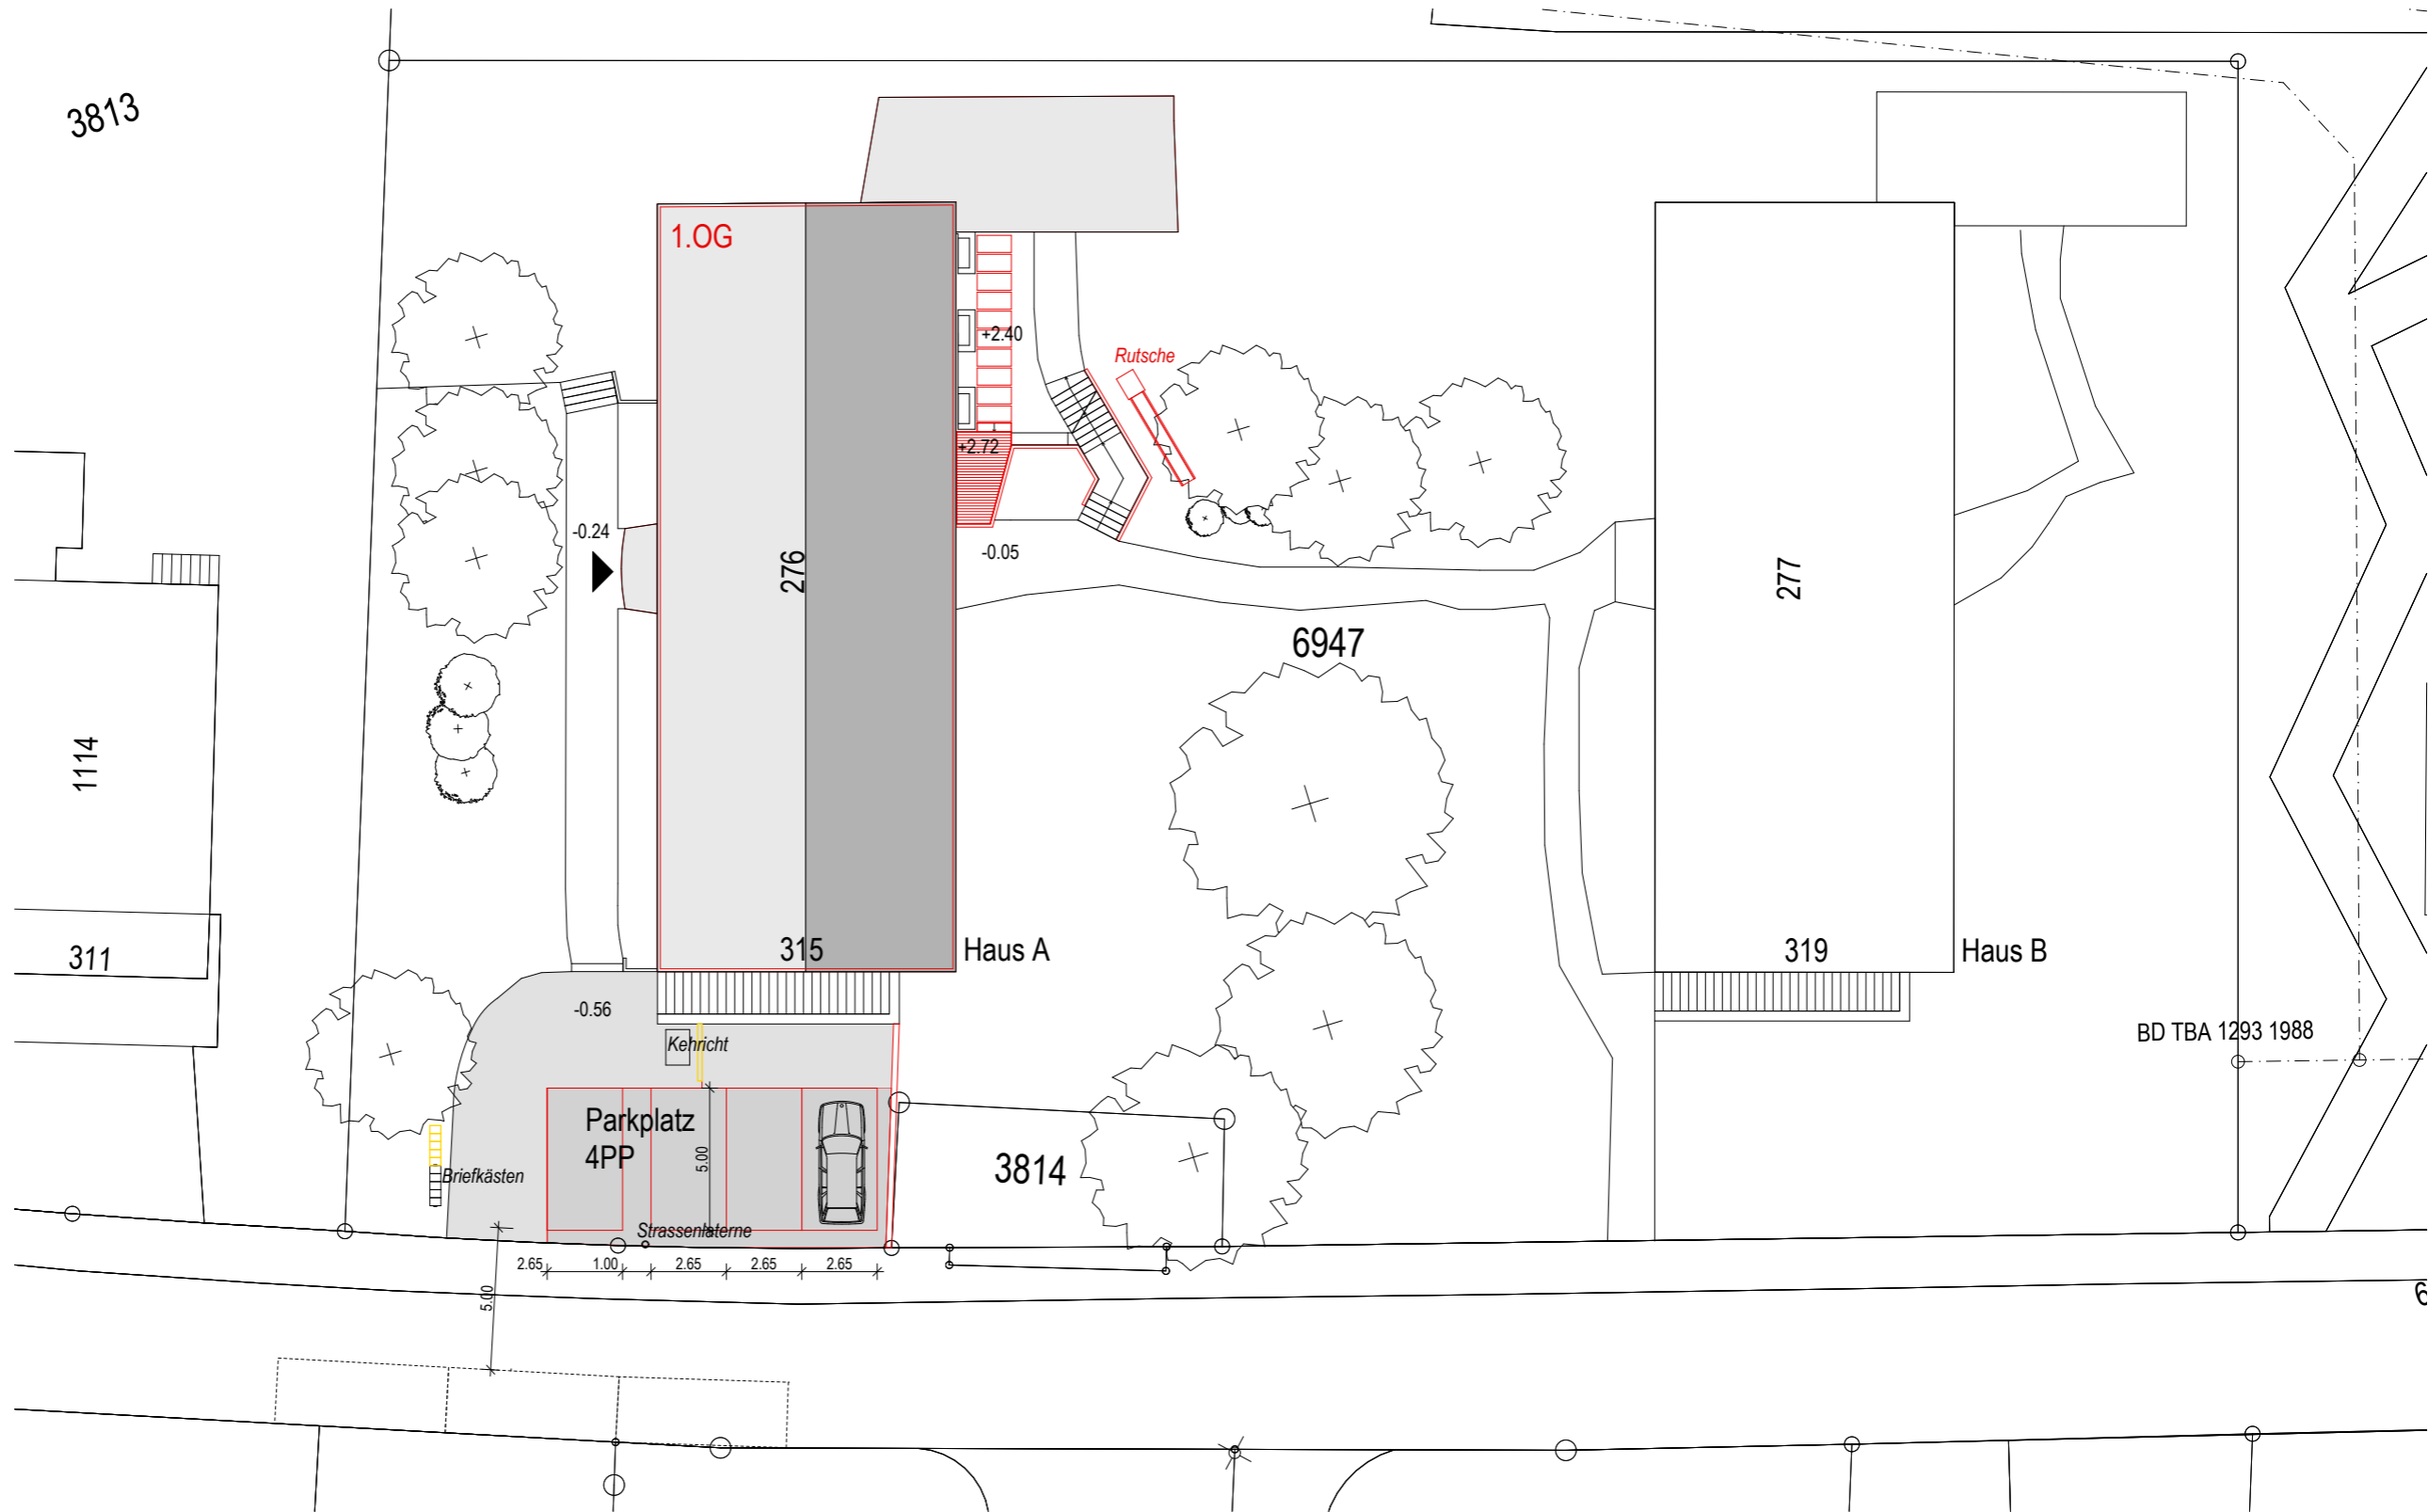 3813
1.OG
+2.40
Rutsche
+2.72
-0.24
-0.05
276
277
6947
1114
311
315
Haus A
319
Haus B
-0.56
BD TBA 1293 1988
Kehricht
Parkplatz
4PP
5.00
3814
Briefkästen
Strassenlaterne
2.65
1.00
2.65
2.65
2.65
5.00